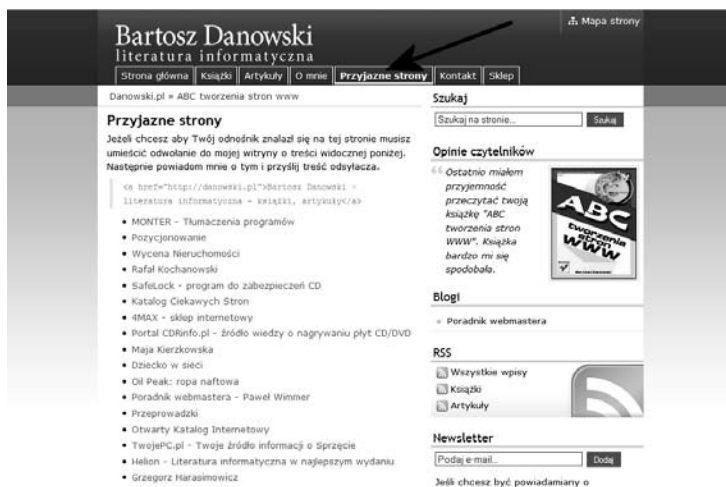 Mapa strony
Bartosz Danowski
literatura informatyczna
Strona główna Książki Artykuły O mnie Przyjazne strony Kontakt Sklep
Danowski.pl » ABC tworzenia stron www
Przyjazne strony
Jeżeli chcesz aby Twój odnośnik znalazł się na tej stronie musisz
umieścić odwołanie do mojej witryny o treści widocznej poniżej.
Następnie powiadom mnie o tym i przyślij treść odsyłacza.
<a href="http://danowski.pl">Bartosz Danowski -
literatura informatyczna - książki, artykuły</a>
• MONTER - Tłumaczenia programów
• Pozycjonowanie
• Wycena Nieruchomości
• Rafał Kochanowski
• SafeLock - program do zabezpieczeń CD
• Katalog Ciekawych Stron
• 4MAX - sklep internetowy
• Portal CDRinfo.pl - źródło wiedzy o nagrywaniu płyt CD/DVD
• Maja Kierzkowska
• Dziecko w sieci
• Oil Peak: ropa naftowa
• Poradnik webmastera - Paweł Wimmer
• Przeprowadzki
• Otwarty Katalog Internetowy
• TwojePC.pl - Twoje źródło informacji o Sprzęcie
• Helion - Literatura informatyczna w najlepszym wydaniu
• Grzegorz Harasimowicz
Szukaj
Szukaj na stronie... Szukaj
Opinie czytelników
“ Ostatnio miałem
przyjemność
przeczytać twoją
książkę "ABC
tworzenia stron
WWW". Książka
bardzo mi się
spodobała.
ABC
tworzenia
stron
WWW
Bartosz Danowski
Blogi
» Poradnik webmastera
RSS
Wszystkie wpisy
Książki
Artykuły
Newsletter
Podaj e-mail... Dodaj
Jeśli chcesz być powiadamiany o